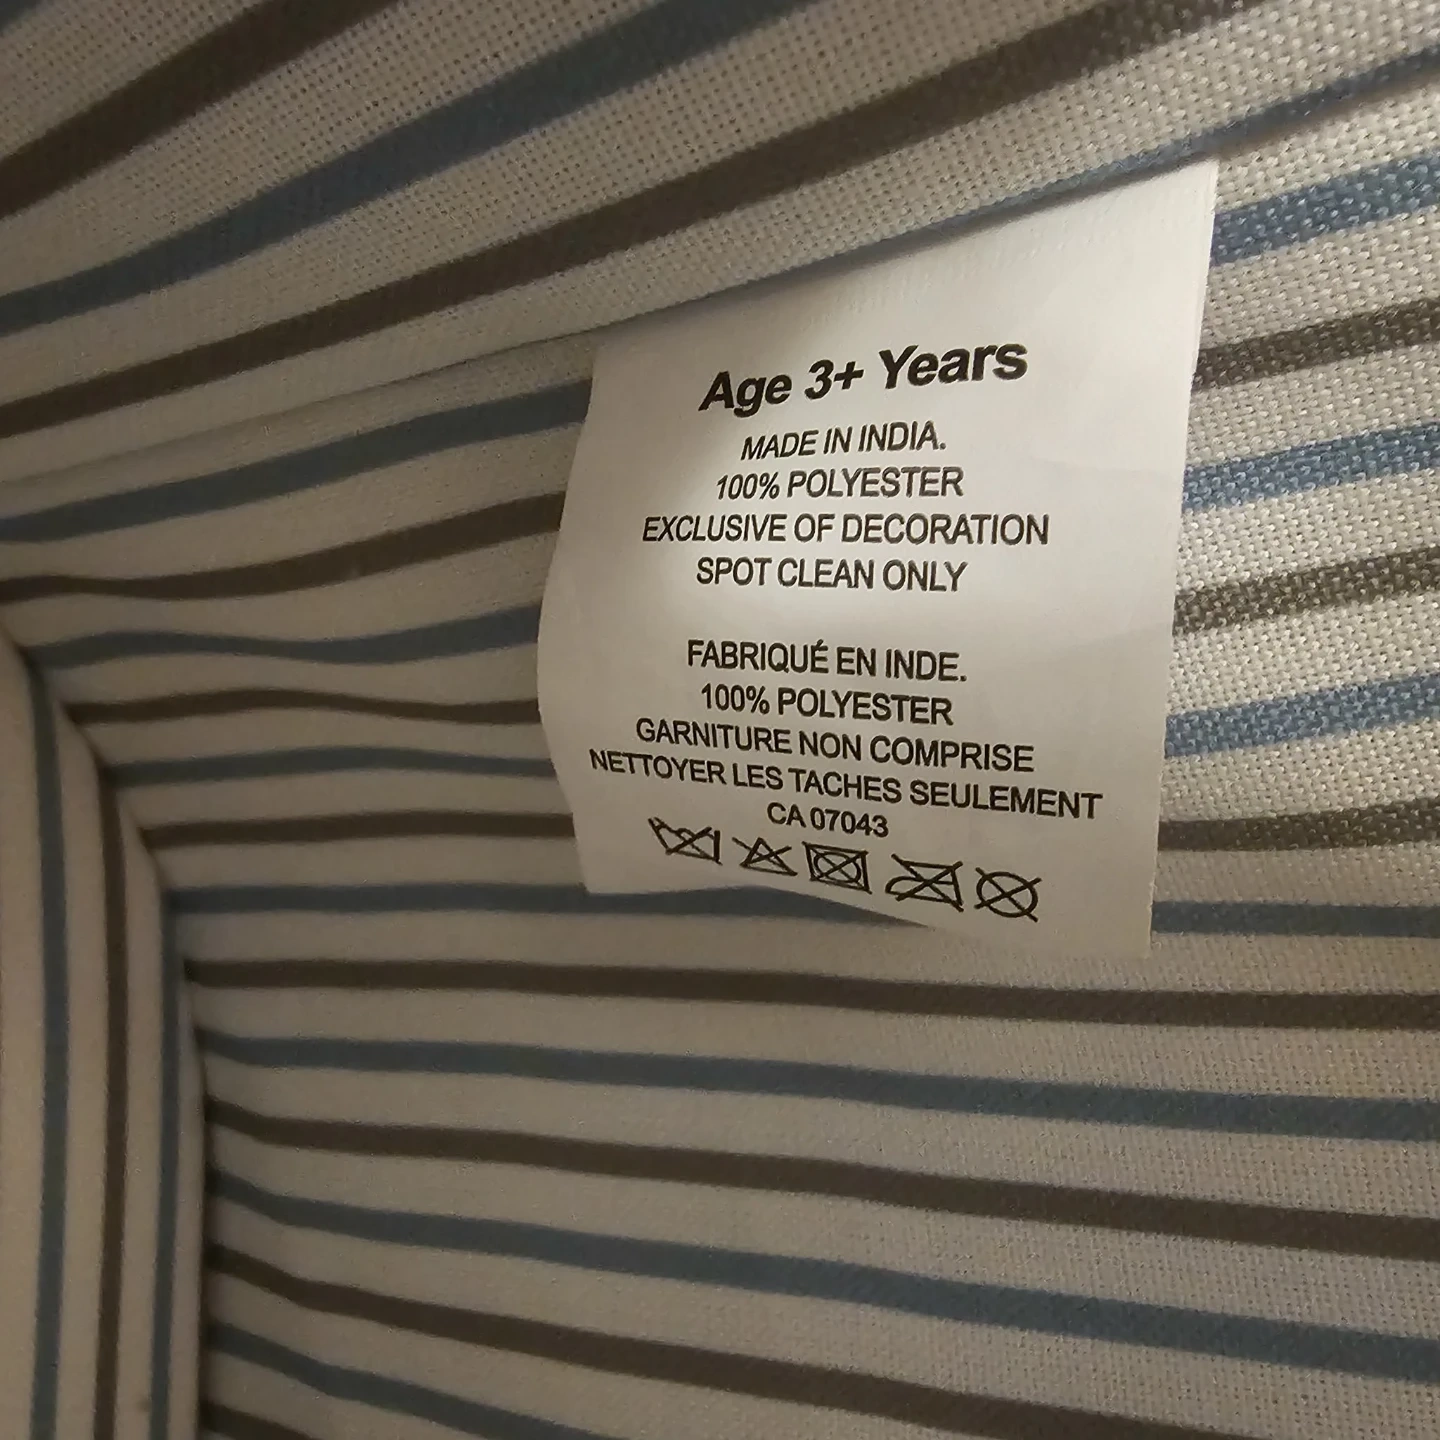 Age 3+ Years
MADE IN INDIA.
100% POLYESTER
EXCLUSIVE OF DECORATION
SPOT CLEAN ONLY
FABRIQUÉ EN INDE.
100% POLYESTER
GARNITURE NON COMPRISE
NETTOYER LES TACHES SEULEMENT
CA 07043